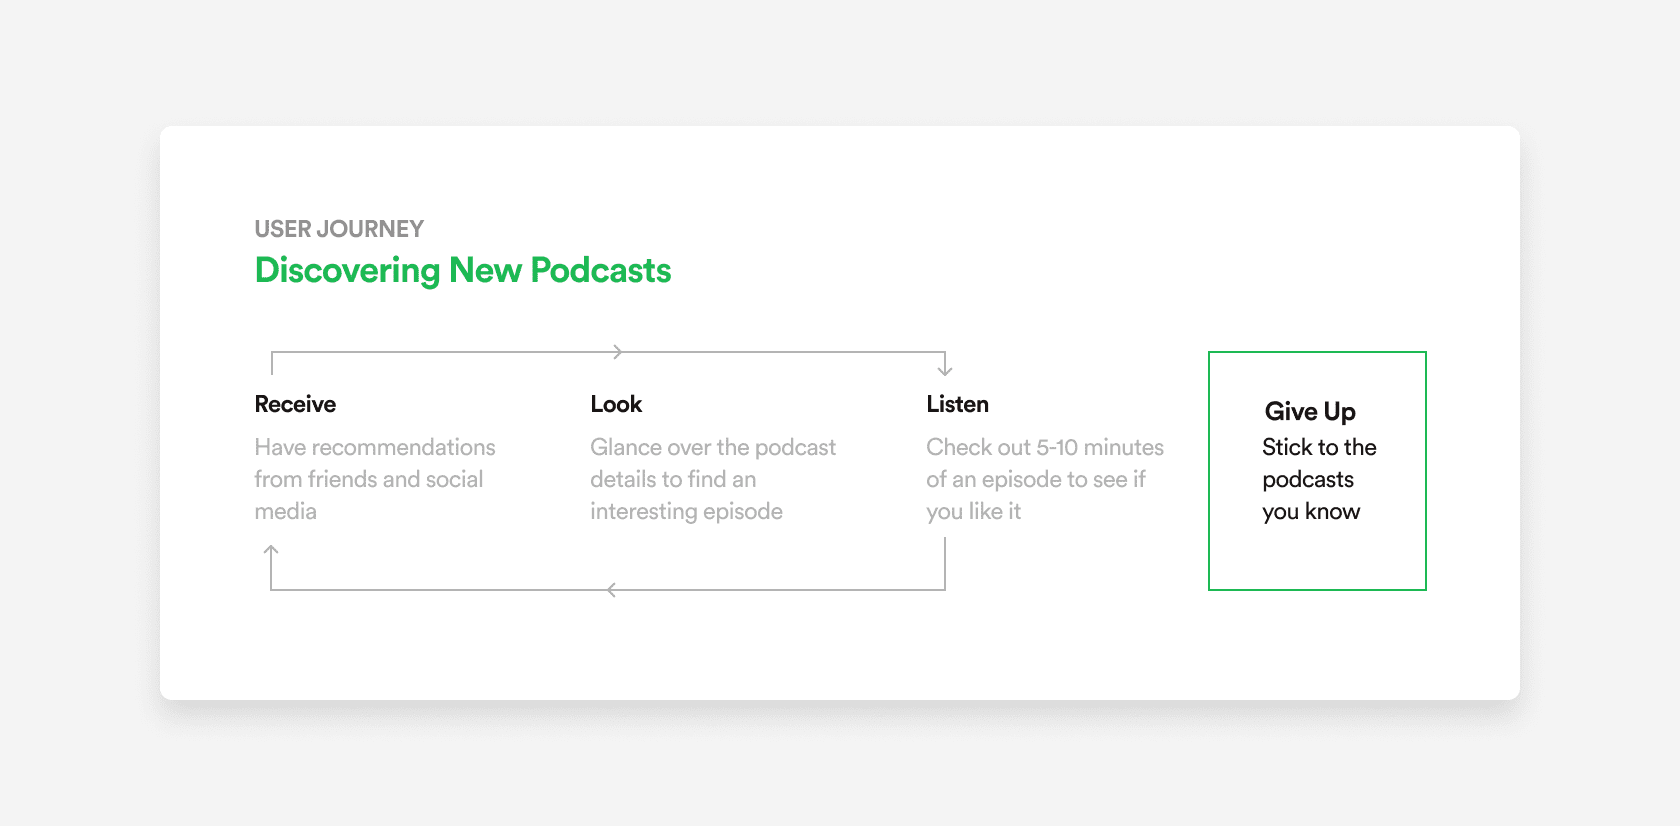 USER JOURNEY
Discovering New Podcasts
Receive
Have recommendations
from friends and social
media
Look
Glance over the podcast
details to find an
interesting episode
Listen
Check out 5-10 minutes
of an episode to see if
you like it
Give Up
Stick to the
podcasts
you know